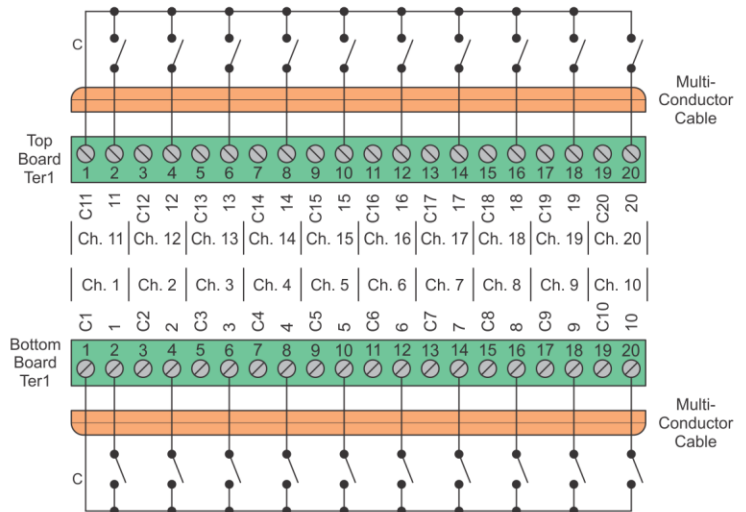 C
Multi-
Conductor
Cable
Top
Board
Ter1
1 2 3 4 5 6 7 8 9 10 11 12 13 14 15 16 17 18 19 20
C11 11 C12 12 C13 13 C14 14 C15 15 C16 16 C17 17 C18 18 C19 19 C20 20
Ch. 11 Ch. 12 Ch. 13 Ch. 14 Ch. 15 Ch. 16 Ch. 17 Ch. 18 Ch. 19 Ch. 20
Ch. 1 Ch. 2 Ch. 3 Ch. 4 Ch. 5 Ch. 6 Ch. 7 Ch. 8 Ch. 9 Ch. 10
C1 1 C2 2 C3 3 C4 4 C5 5 C6 6 C7 7 C8 8 C9 9 C10 10
Bottom
Board
Ter1
1 2 3 4 5 6 7 8 9 10 11 12 13 14 15 16 17 18 19 20
Multi-
Conductor
Cable
C